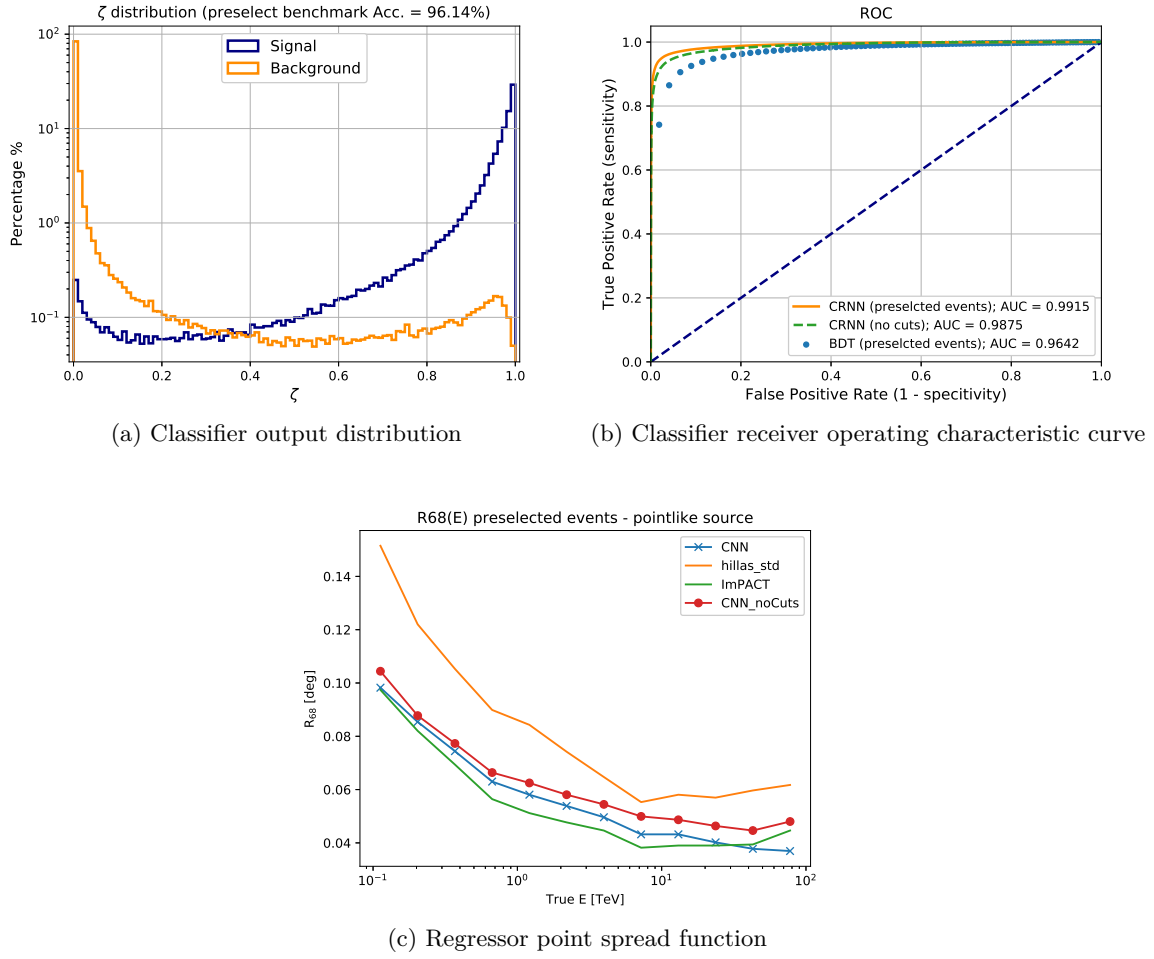 ζ distribution (preselect benchmark Acc. = 96.14%)
Signal
Background
10²
10¹
10⁰
10⁻¹
Percentage %
0.0 0.2 0.4 0.6 0.8 1.0
ζ
(a) Classifier output distribution
ROC
1.0
0.8
0.6
0.4
0.2
0.0
True Positive Rate (sensitivity)
CRNN (preselcted events); AUC = 0.9915
CRNN (no cuts); AUC = 0.9875
BDT (preselcted events); AUC = 0.9642
0.0 0.2 0.4 0.6 0.8 1.0
False Positive Rate (1 - specitivity)
(b) Classifier receiver operating characteristic curve
R68(E) preselected events - pointlike source
CNN
hillas_std
ImPACT
CNN_noCuts
0.14
0.12
0.10
0.08
0.06
0.04
R₆₈ [deg]
10⁻¹ 10⁰ 10¹ 10²
True E [TeV]
(c) Regressor point spread function